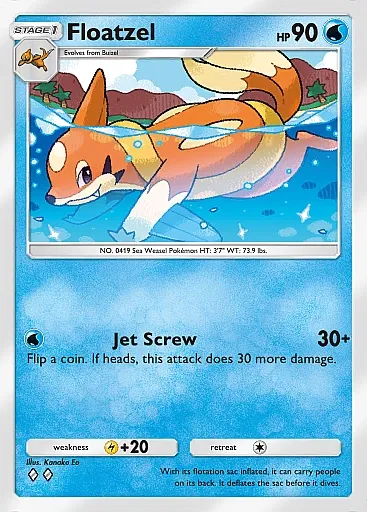 STAGE 1 Floatzel HP 90
Evolves from Buizel
NO. 0419 Sea Weasel Pokémon HT: 3'7" WT: 73.9 lbs.
Jet Screw 30+
Flip a coin. If heads, this attack does 30 more damage.
weakness +20 retreat
Illus. Kanako Eo
With its flotation sac inflated, it can carry people
on its back. It deflates the sac before it dives.